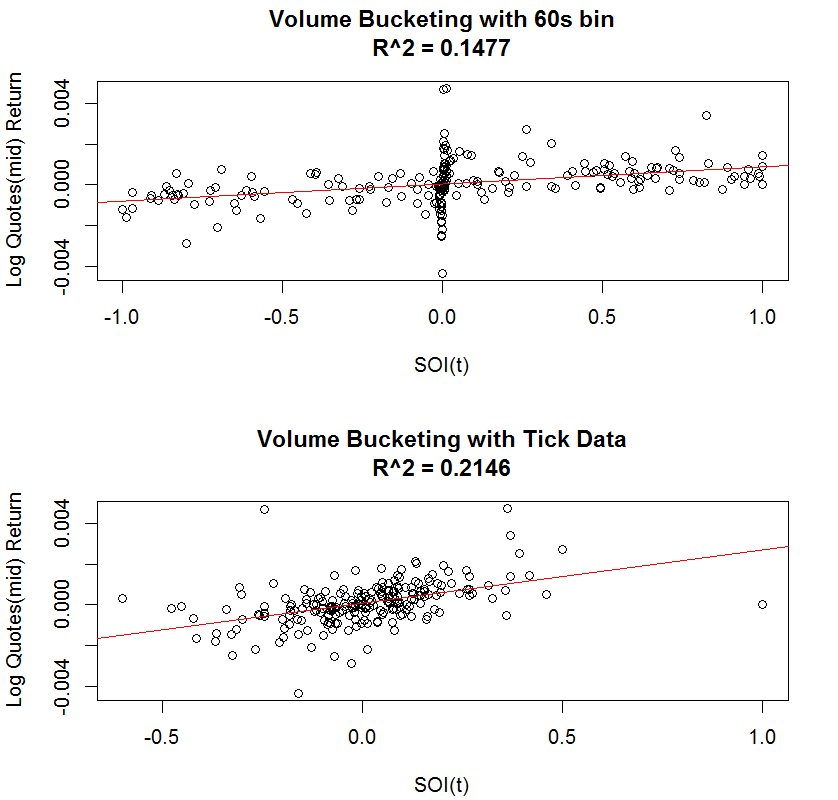 Volume Bucketing with 60s bin
R^2 = 0.1477
Log Quotes(mid) Return
0.004
0.000
-0.004
-1.0 -0.5 0.0 0.5 1.0
SOI(t)
Volume Bucketing with Tick Data
R^2 = 0.2146
Log Quotes(mid) Return
0.004
0.000
-0.004
-0.5 0.0 0.5 1.0
SOI(t)